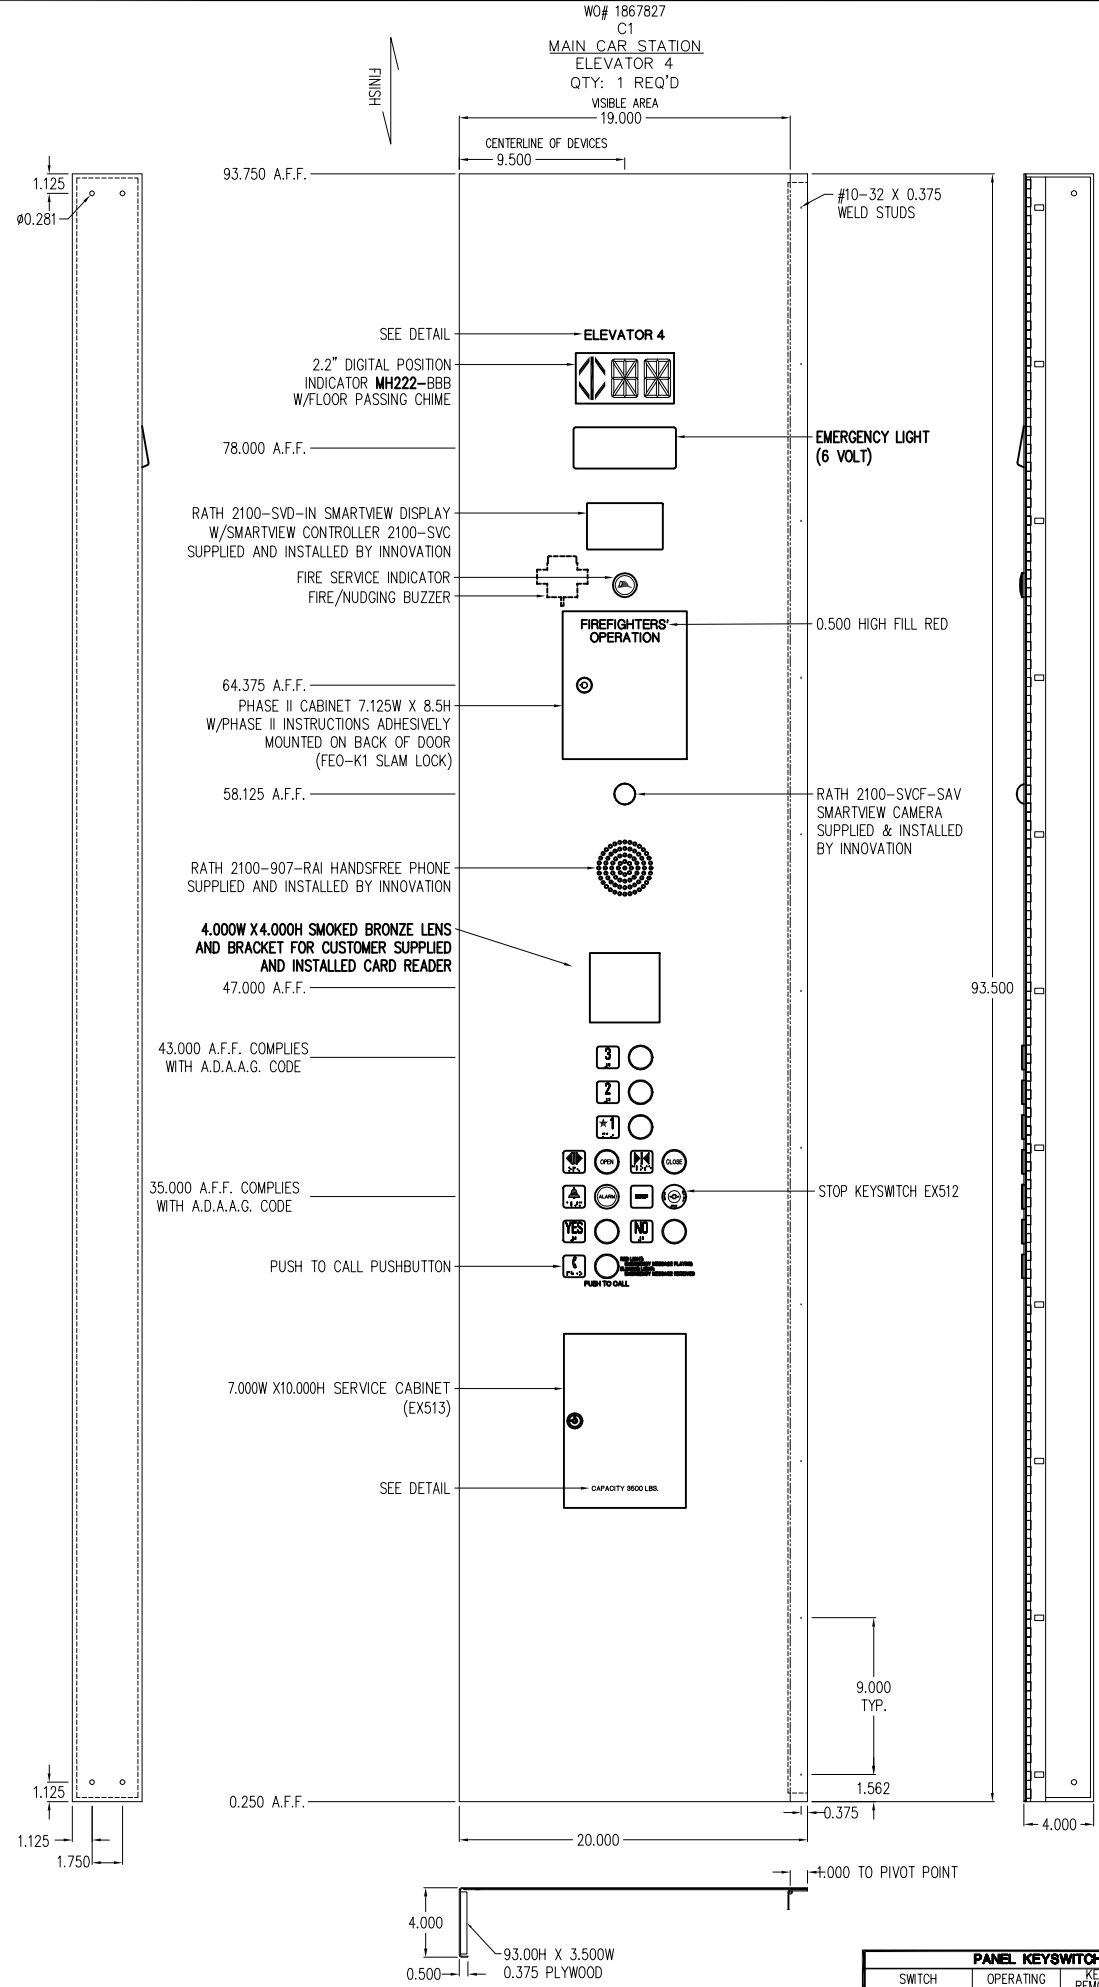 WO# 1867827
C1
MAIN CAR STATION
ELEVATOR 4
QTY: 1 REQ'D
VISIBLE AREA
19.000
CENTERLINE OF DEVICES
9.500
FINISH
93.750 A.F.F.
1.125
ø0.281
#10-32 X 0.375
WELD STUDS
SEE DETAIL
ELEVATOR 4
2.2" DIGITAL POSITION
INDICATOR MH222-BBB
W/FLOOR PASSING CHIME
78.000 A.F.F.
EMERGENCY LIGHT
(6 VOLT)
RATH 2100-SVD-IN SMARTVIEW DISPLAY
W/SMARTVIEW CONTROLLER 2100-SVC
SUPPLIED AND INSTALLED BY INNOVATION
FIRE SERVICE INDICATOR
FIRE/NUDGING BUZZER
FIREFIGHTERS'
OPERATION
0.500 HIGH FILL RED
64.375 A.F.F.
PHASE II CABINET 7.125W X 8.5H
W/PHASE II INSTRUCTIONS ADHESIVELY
MOUNTED ON BACK OF DOOR
(FEO-K1 SLAM LOCK)
58.125 A.F.F.
RATH 2100-SVCF-SAV
SMARTVIEW CAMERA
SUPPLIED & INSTALLED
BY INNOVATION
RATH 2100-907-RAI HANDSFREE PHONE
SUPPLIED AND INSTALLED BY INNOVATION
4.000W X 4.000H SMOKED BRONZE LENS
AND BRACKET FOR CUSTOMER SUPPLIED
AND INSTALLED CARD READER
47.000 A.F.F.
93.500
43.000 A.F.F. COMPLIES
WITH A.D.A.A.G. CODE
3
2
★1
OPEN
CLOSE
35.000 A.F.F. COMPLIES
WITH A.D.A.A.G. CODE
ALARM
STOP KEYSWITCH EX512
YES
NO
PUSH TO CALL PUSHBUTTON
PUSH TO CALL
7.000W X10.000H SERVICE CABINET
(EX513)
SEE DETAIL
CAPACITY 3500 LBS.
9.000
TYP.
1.562
1.125
0.250 A.F.F.
0.375
1.125
1.750
20.000
4.000
1.000 TO PIVOT POINT
4.000
93.00H X 3.500W
0.375 PLYWOOD
0.500
PANEL KEYSWITCH
SWITCH
OPERATING